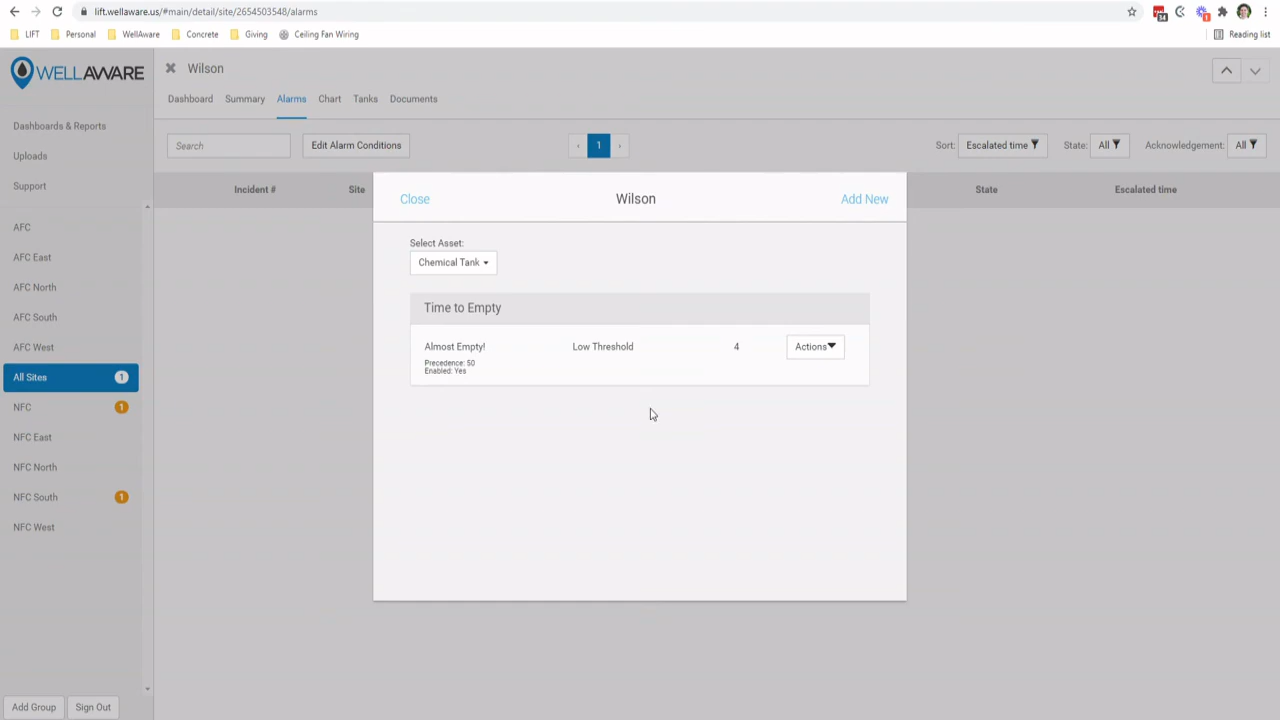 lift.wellaware.us/#main/detail/site/2654503548/alarms
LIFT Personal WellAware Concrete Giving Ceiling Fan Wiring Reading list
WELLAWARE
Wilson
Dashboard Summary Alarms Chart Tanks Documents
Dashboards & Reports
Uploads
Support
Search Edit Alarm Conditions ‹ 1 › Sort: Escalated time State: All Acknowledgement: All
Incident # Site State Escalated time
AFC
AFC East
AFC North
AFC South
AFC West
All Sites 1
NFC 1
NFC East
NFC North
NFC South 1
NFC West
Add Group Sign Out
Close Wilson Add New
Select Asset:
Chemical Tank
Time to Empty
Almost Empty! Low Threshold 4 Actions
Precedence: 50
Enabled: Yes